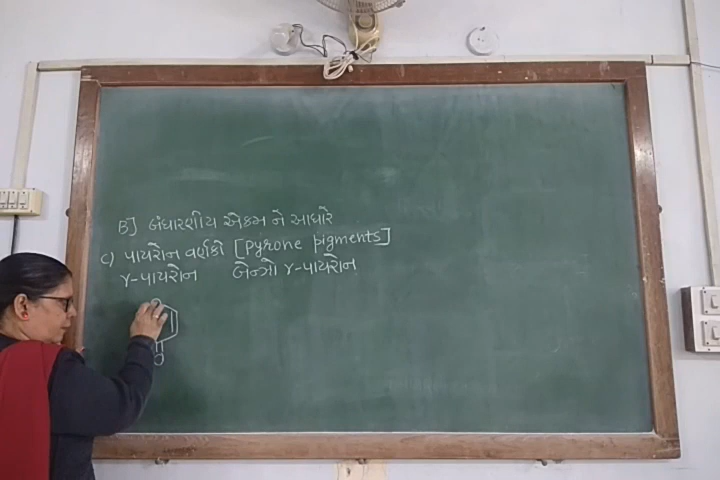 B] બંધારણીય એકમ ને આધારે
c) પાયરોન વર્ણકો [Pyrone pigments]
γ-પાયરોન બેન્ઝો γ-પાયરોન
O